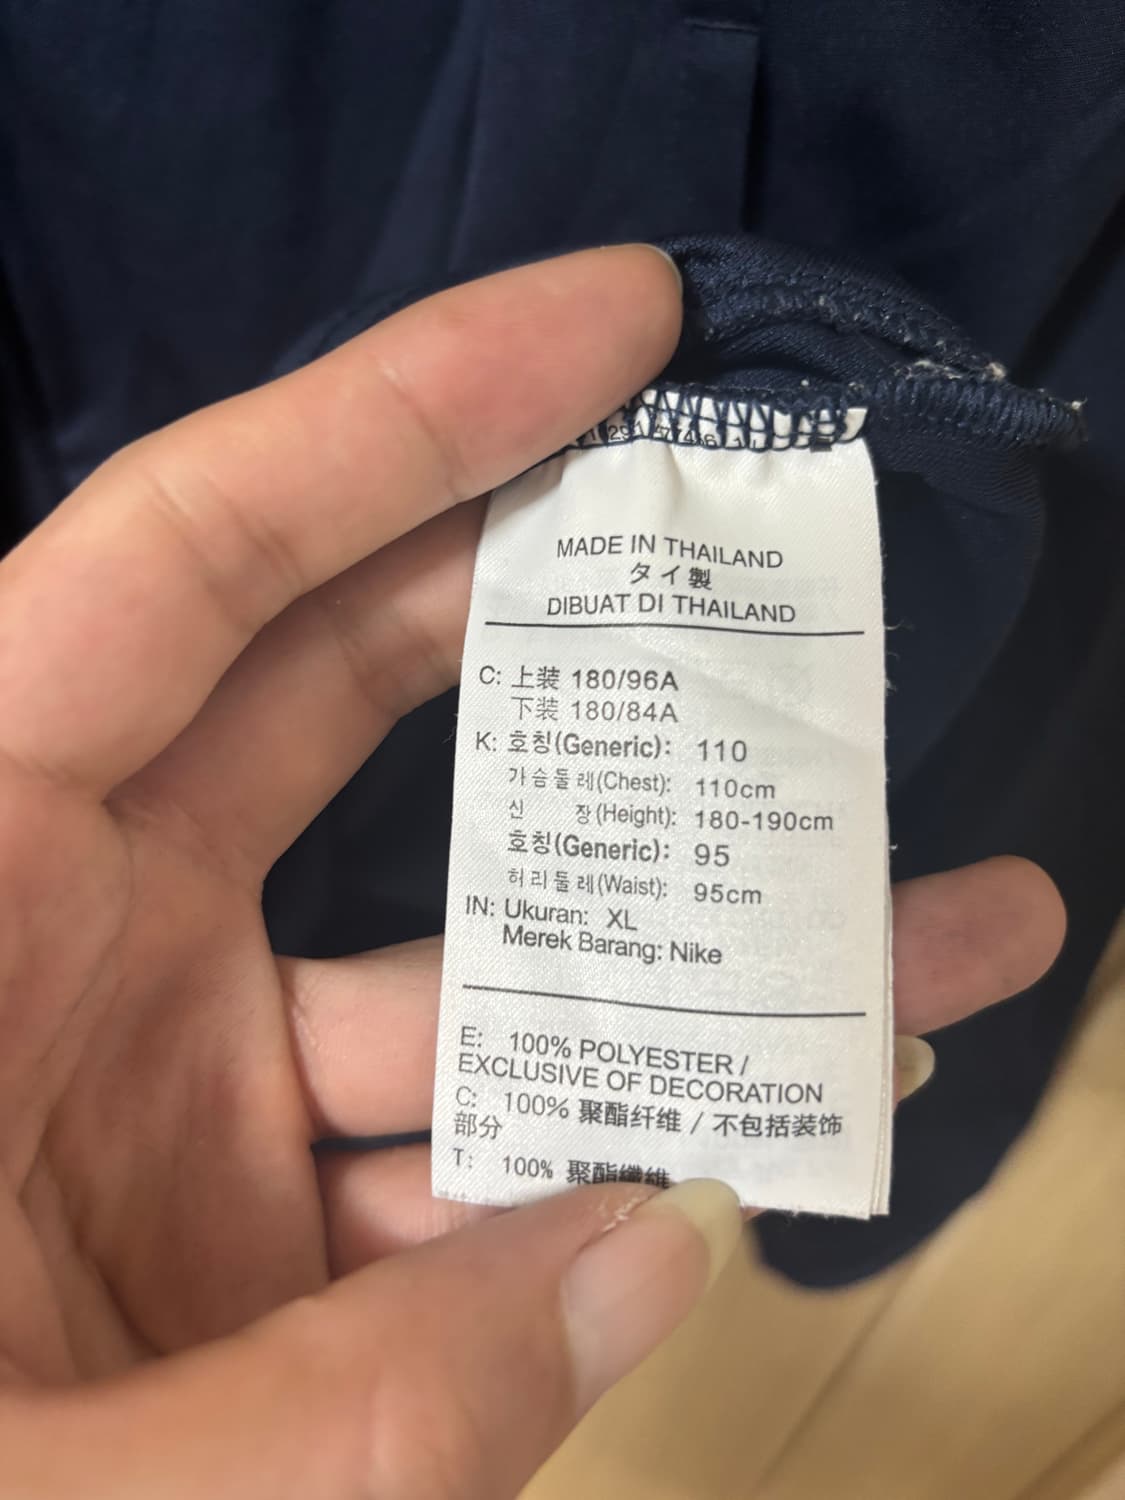 MADE IN THAILAND
タイ製
DIBUAT DI THAILAND
C: 上装 180/96A
下装 180/84A
K: 호칭(Generic): 110
가슴둘레(Chest): 110cm
신 장(Height): 180-190cm
호칭(Generic): 95
허리둘레(Waist): 95cm
IN: Ukuran: XL
Merek Barang: Nike
E: 100% POLYESTER /
EXCLUSIVE OF DECORATION
C: 100% 聚酯纤维 / 不包括装饰
部分
T: 100% 聚酯纖維